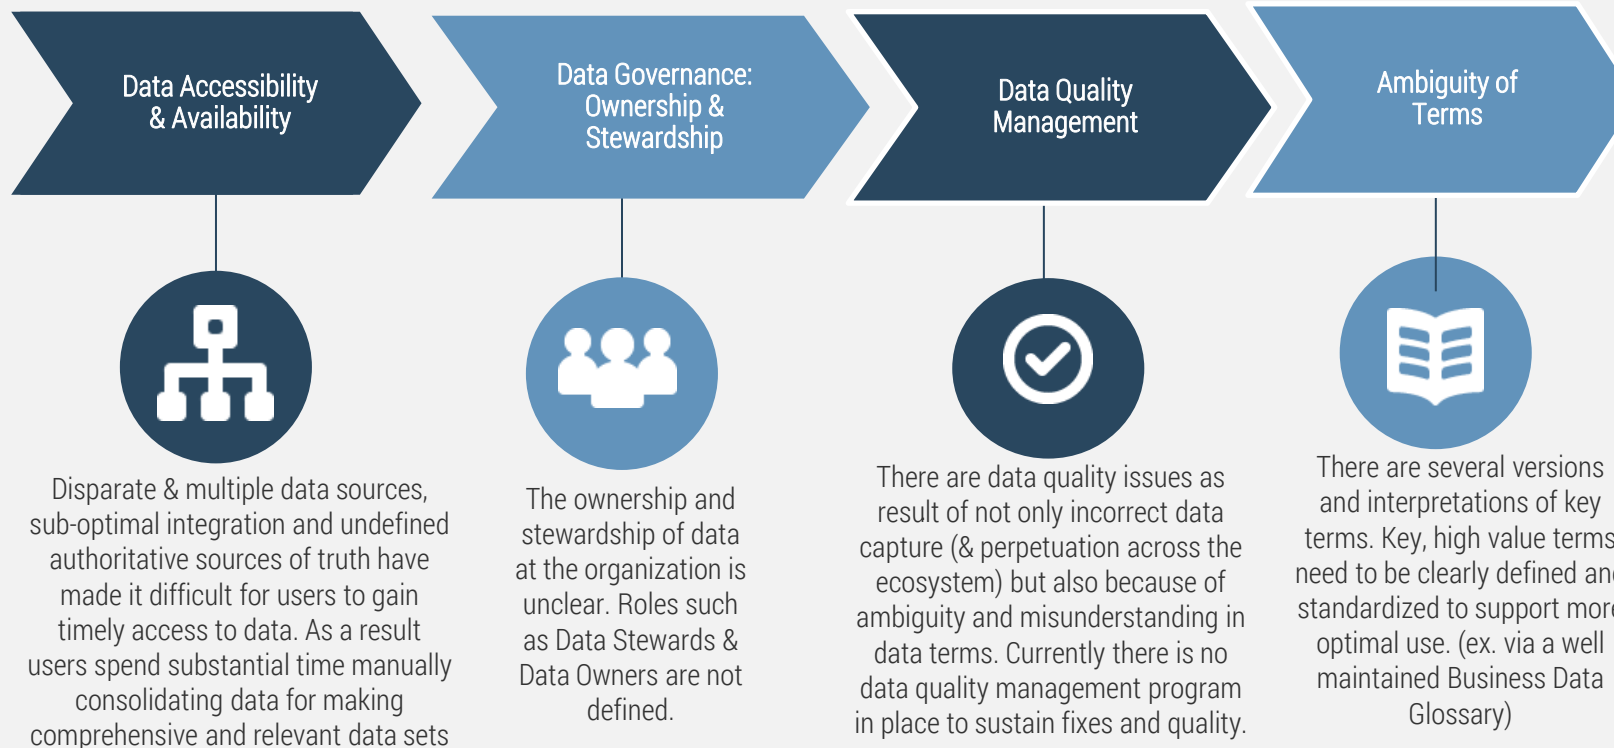 Data Accessibility
& Availability
Data Governance:
Ownership &
Stewardship
Data Quality
Management
Ambiguity of
Terms
Disparate & multiple data sources,
sub-optimal integration and undefined
authoritative sources of truth have
made it difficult for users to gain
timely access to data. As a result
users spend substantial time manually
consolidating data for making
comprehensive and relevant data sets
The ownership and
stewardship of data
at the organization is
unclear. Roles such
as Data Stewards &
Data Owners are not
defined.
There are data quality issues as
result of not only incorrect data
capture (& perpetuation across the
ecosystem) but also because of
ambiguity and misunderstanding in
data terms. Currently there is no
data quality management program
in place to sustain fixes and quality.
There are several versions
and interpretations of key
terms. Key, high value terms
need to be clearly defined and
standardized to support more
optimal use. (ex. via a well
maintained Business Data
Glossary)